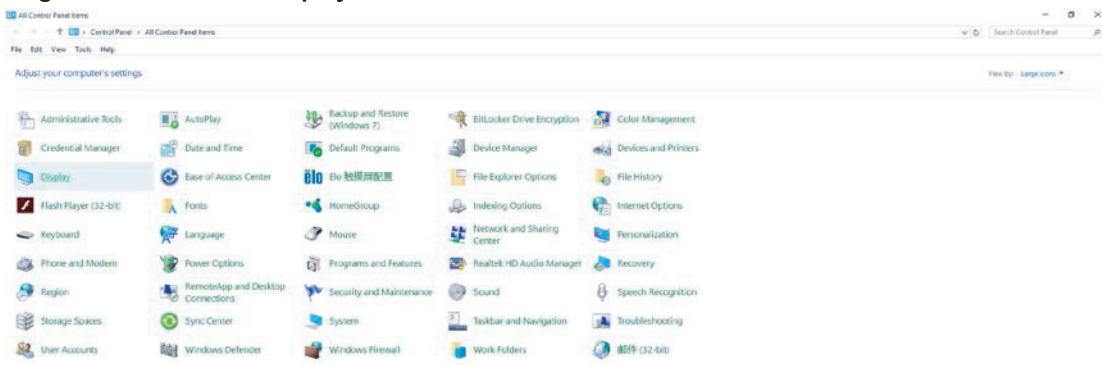 All Control Panel Items
Control Panel › All Control Panel Items
Search Control Panel
File Edit View Tools Help
Adjust your computer's settings
View by: Large icons
Administrative Tools
AutoPlay
Backup and Restore
(Windows 7)
BitLocker Drive Encryption
Color Management
Credential Manager
Date and Time
Default Programs
Device Manager
Devices and Printers
Display
Ease of Access Center
elo
Elo 触摸屏配置
File Explorer Options
File History
Flash Player (32-bit)
Fonts
HomeGroup
Indexing Options
Internet Options
Keyboard
Language
Mouse
Network and Sharing
Center
Personalization
Phone and Modem
Power Options
Programs and Features
Realtek HD Audio Manager
Recovery
Region
RemoteApp and Desktop
Connections
Security and Maintenance
Sound
Speech Recognition
Storage Spaces
Sync Center
System
Taskbar and Navigation
Troubleshooting
User Accounts
Windows Defender
Windows Firewall
Work Folders
邮件 (32-bit)